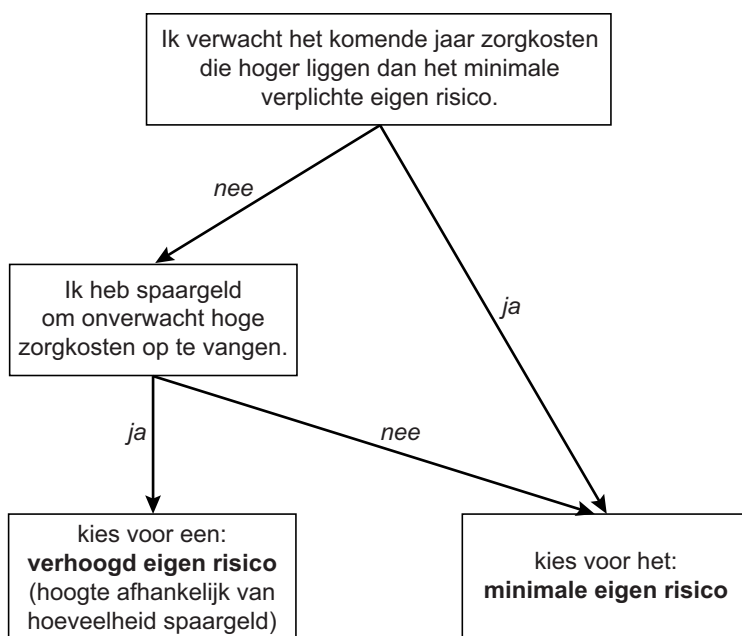 Ik verwacht het komende jaar zorgkosten
die hoger liggen dan het minimale
verplichte eigen risico.
nee
ja
Ik heb spaargeld
om onverwacht hoge
zorgkosten op te vangen.
ja
nee
kies voor een:
verhoogd eigen risico
(hoogte afhankelijk van
hoeveelheid spaargeld)
kies voor het:
minimale eigen risico